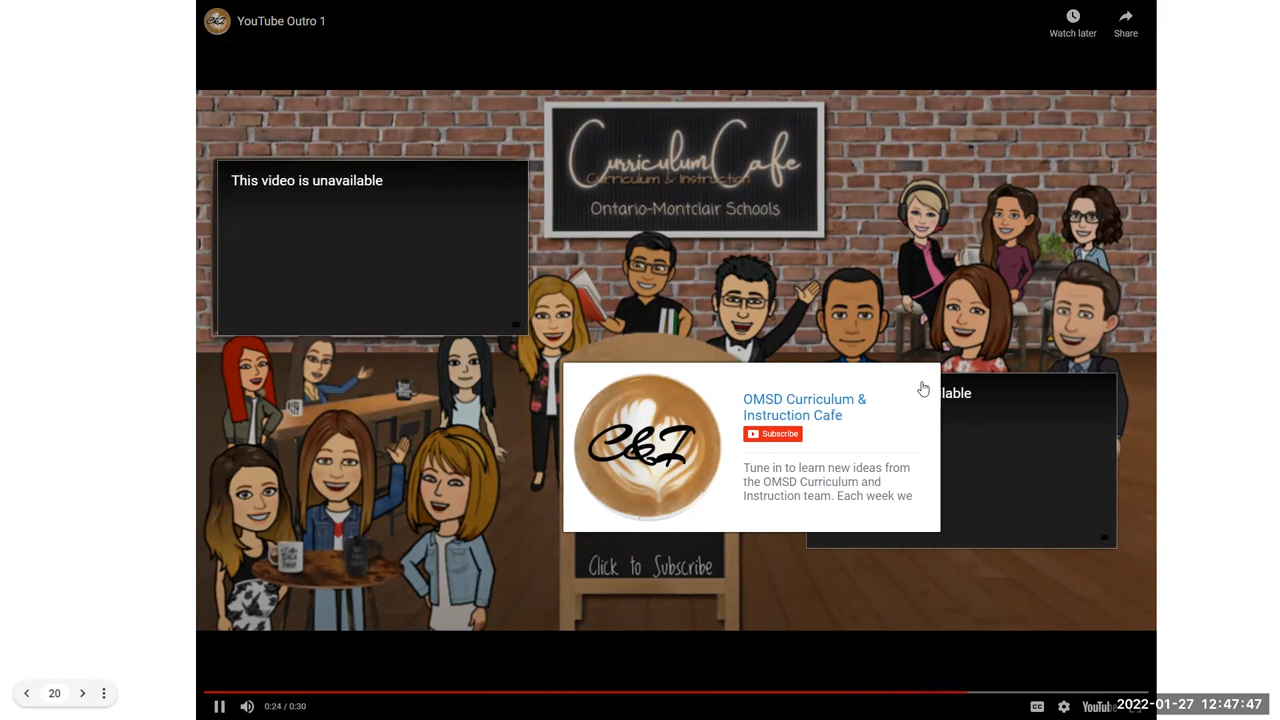 YouTube Outro 1
Watch later
Share
Curriculum Cafe
Curriculum & Instruction
Ontario-Montclair Schools
This video is unavailable
lable
C&I
OMSD Curriculum &
Instruction Cafe
Subscribe
Tune in to learn new ideas from
the OMSD Curriculum and
Instruction team. Each week we
Click to Subscribe
20
0:24 / 0:30
CC
YouTube
2022-01-27 12:47:47